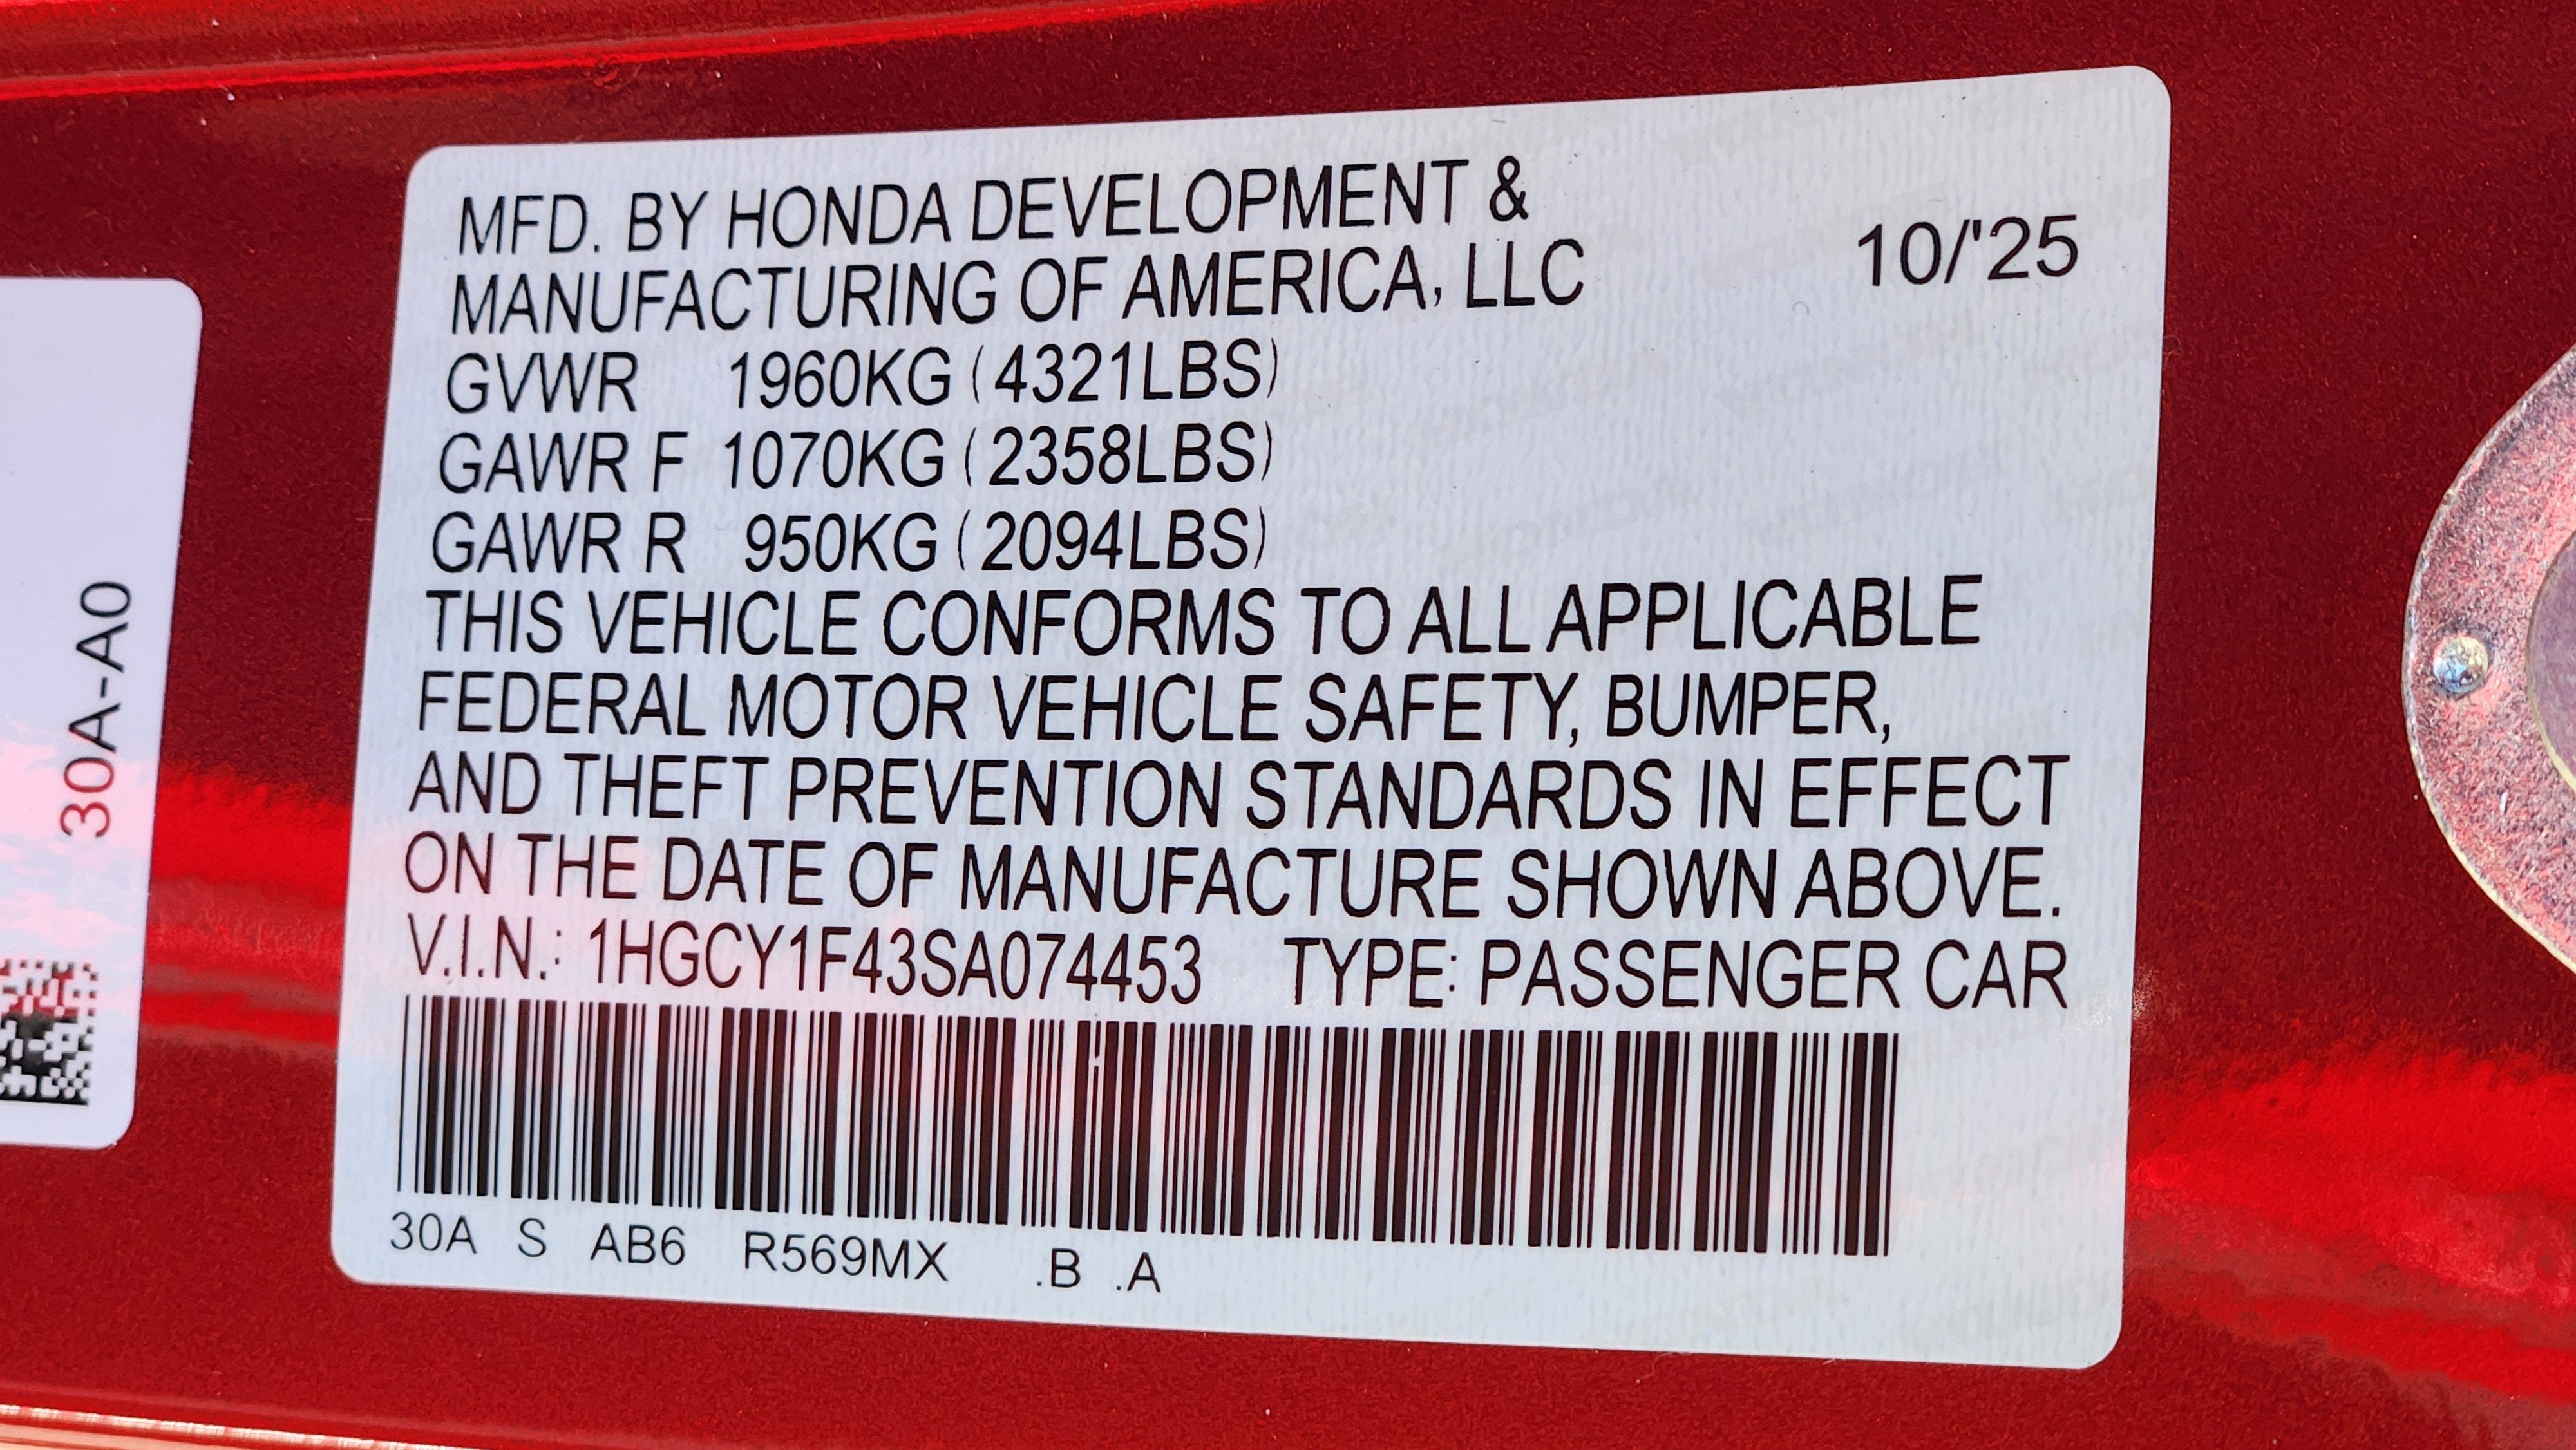 MFD. BY HONDA DEVELOPMENT &
MANUFACTURING OF AMERICA, LLC
10/'25
GVWR 1960KG (4321LBS)
GAWR F 1070KG (2358LBS)
GAWR R 950KG (2094LBS)
THIS VEHICLE CONFORMS TO ALL APPLICABLE
FEDERAL MOTOR VEHICLE SAFETY, BUMPER,
AND THEFT PREVENTION STANDARDS IN EFFECT
ON THE DATE OF MANUFACTURE SHOWN ABOVE.
V.I.N.: 1HGCY1F43SA074453 TYPE: PASSENGER CAR
30A S AB6 R569MX .B .A
30A-A0